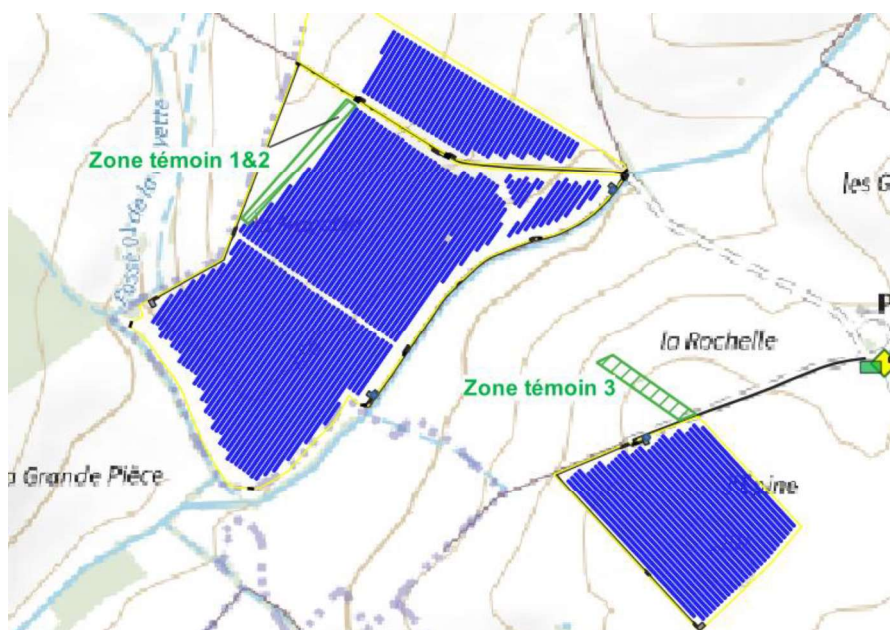 Zone témoin 1&2
les G
P
la Rochelle
Zone témoin 3
a Grande Pièce